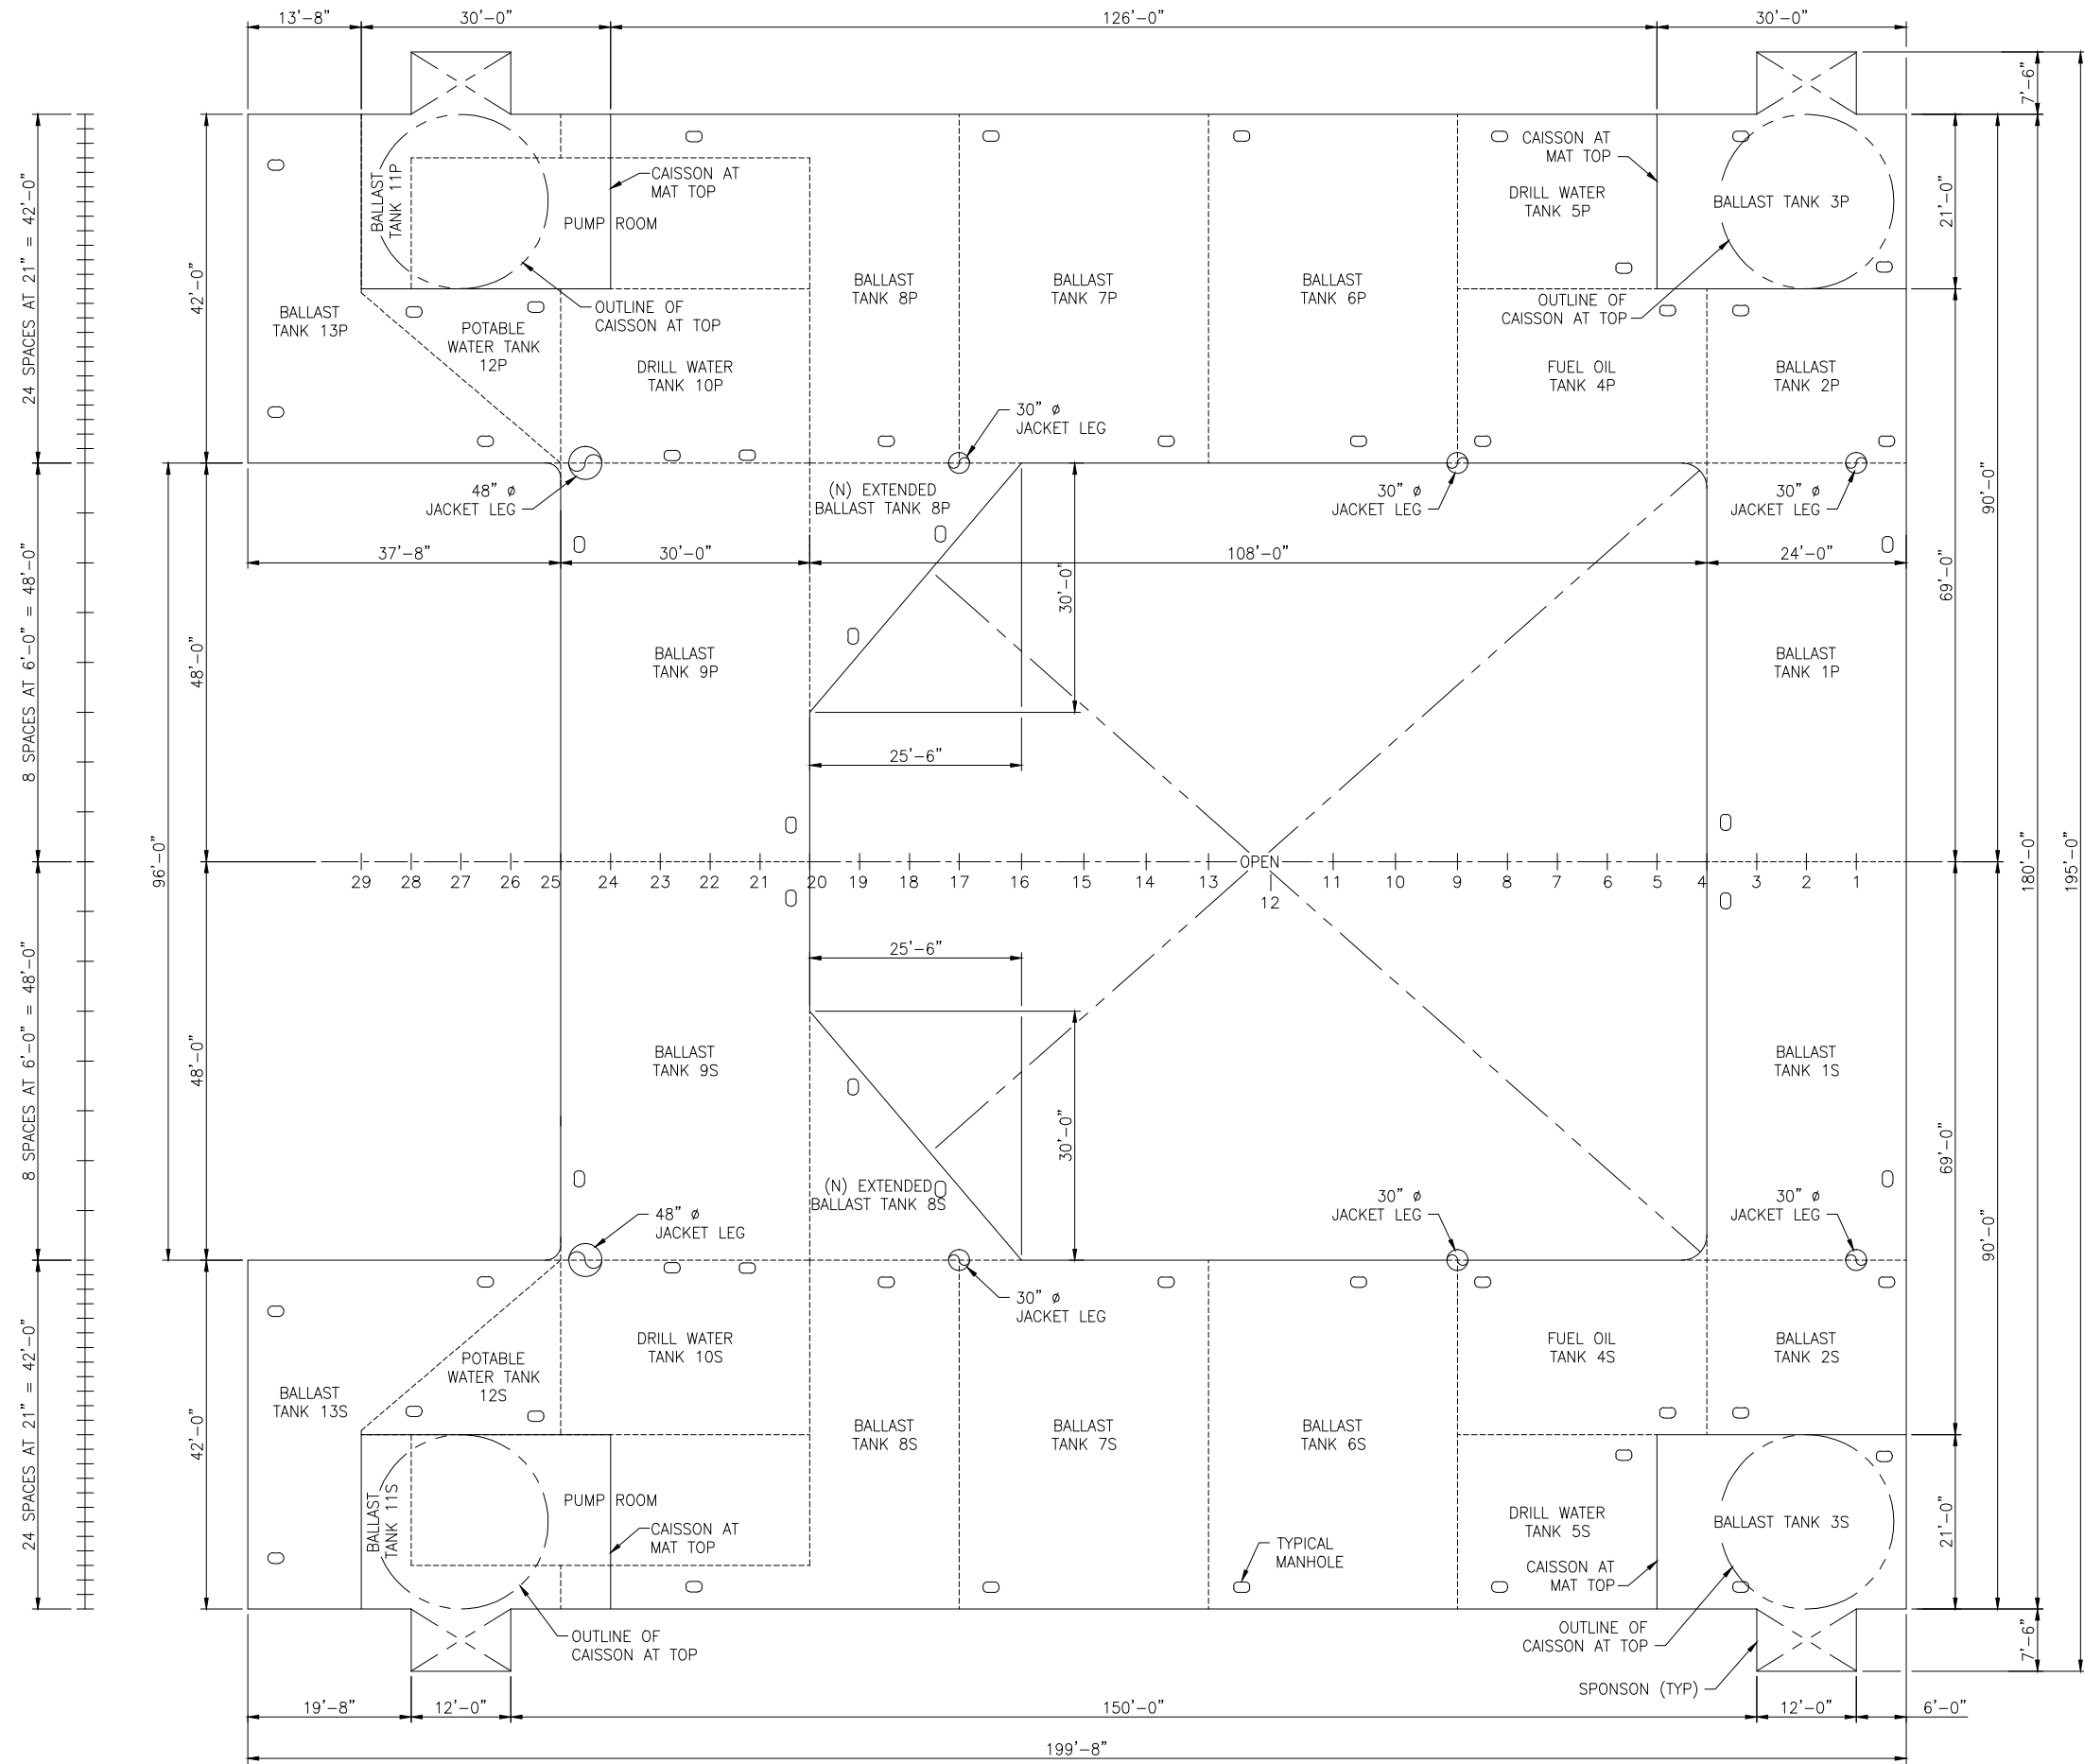 13'-8"
30'-0"
126'-0"
30'-0"
7'-6"
CAISSON AT
MAT TOP
CAISSON AT
MAT TOP
BALLAST
TANK 11P
PUMP ROOM
DRILL WATER
TANK 5P
BALLAST TANK 3P
21'-0"
24 SPACES AT 21" = 42'-0"
42'-0"
BALLAST
TANK 8P
BALLAST
TANK 7P
BALLAST
TANK 6P
OUTLINE OF
CAISSON AT TOP
OUTLINE OF
CAISSON AT TOP
BALLAST
TANK 13P
POTABLE
WATER TANK
12P
DRILL WATER
TANK 10P
FUEL OIL
TANK 4P
BALLAST
TANK 2P
30" ø
JACKET LEG
48" ø
JACKET LEG
(N) EXTENDED
BALLAST TANK 8P
30" ø
JACKET LEG
30" ø
JACKET LEG
90'-0"
37'-8"
30'-0"
108'-0"
24'-0"
69'-0"
30'-0"
8 SPACES AT 6'-0" = 48'-0"
48'-0"
BALLAST
TANK 9P
BALLAST
TANK 1P
25'-6"
96'-0"
OPEN
180'-0"
195'-0"
29
28
27
26
25
24
23
22
21
20
19
18
17
16
15
14
13
12
11
10
9
8
7
6
5
4
3
2
1
25'-6"
8 SPACES AT 6'-0" = 48'-0"
48'-0"
BALLAST
TANK 9S
BALLAST
TANK 1S
30'-0"
69'-0"
(N) EXTENDED
BALLAST TANK 8S
48" ø
JACKET LEG
30" ø
JACKET LEG
30" ø
JACKET LEG
90'-0"
30" ø
JACKET LEG
DRILL WATER
TANK 10S
FUEL OIL
TANK 4S
BALLAST
TANK 2S
POTABLE
WATER TANK
12S
BALLAST
TANK 13S
24 SPACES AT 21" = 42'-0"
42'-0"
BALLAST
TANK 8S
BALLAST
TANK 7S
BALLAST
TANK 6S
BALLAST
TANK 11S
PUMP ROOM
DRILL WATER
TANK 5S
BALLAST TANK 3S
21'-0"
CAISSON AT
MAT TOP
TYPICAL
MANHOLE
CAISSON AT
MAT TOP
OUTLINE OF
CAISSON AT TOP
OUTLINE OF
CAISSON AT TOP
7'-6"
SPONSON (TYP)
19'-8"
12'-0"
150'-0"
12'-0"
6'-0"
199'-8"